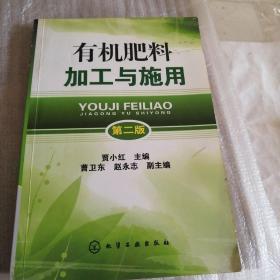 有机肥料
加工与施用
YOUJI FEILIAO
JIAGONG YU SHIYONG
第二版
贾小红 主编
曹卫东 赵永志 副主编
化学工业出版社